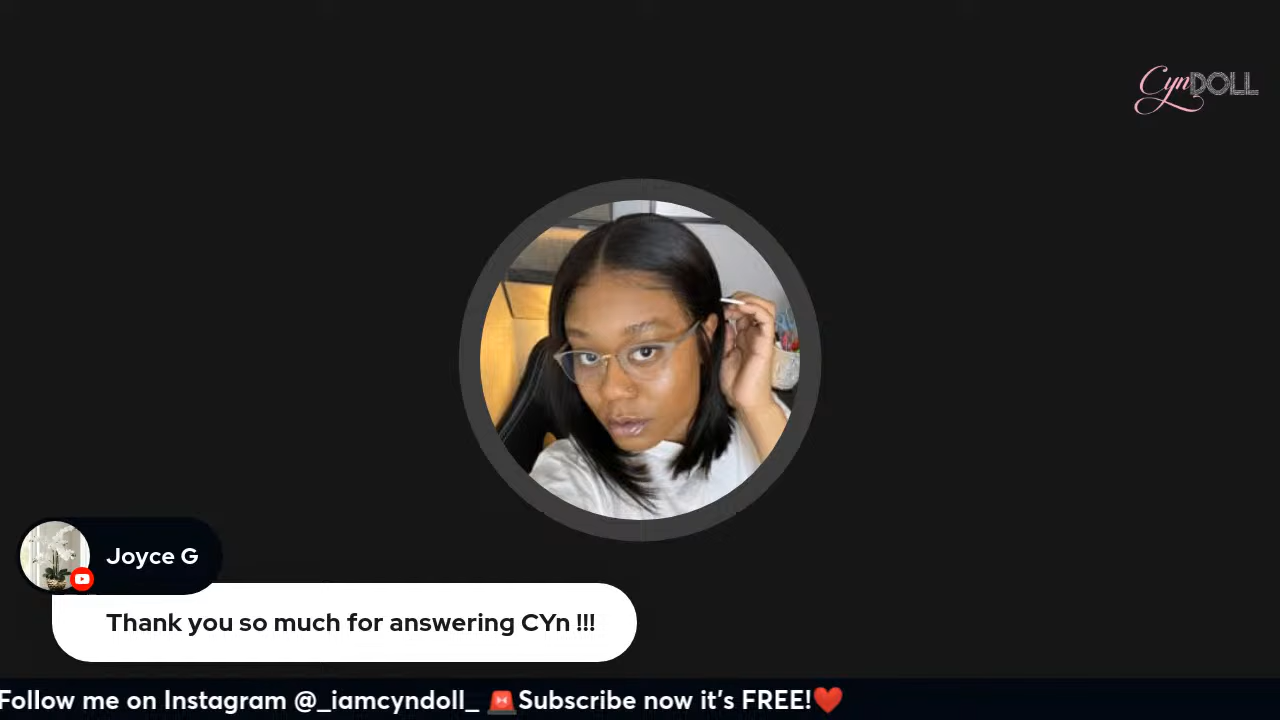 CynDOLL
Joyce G
Thank you so much for answering CYn !!!
Follow me on Instagram @_iamcyndoll_ 🚨Subscribe now it's FREE!❤️